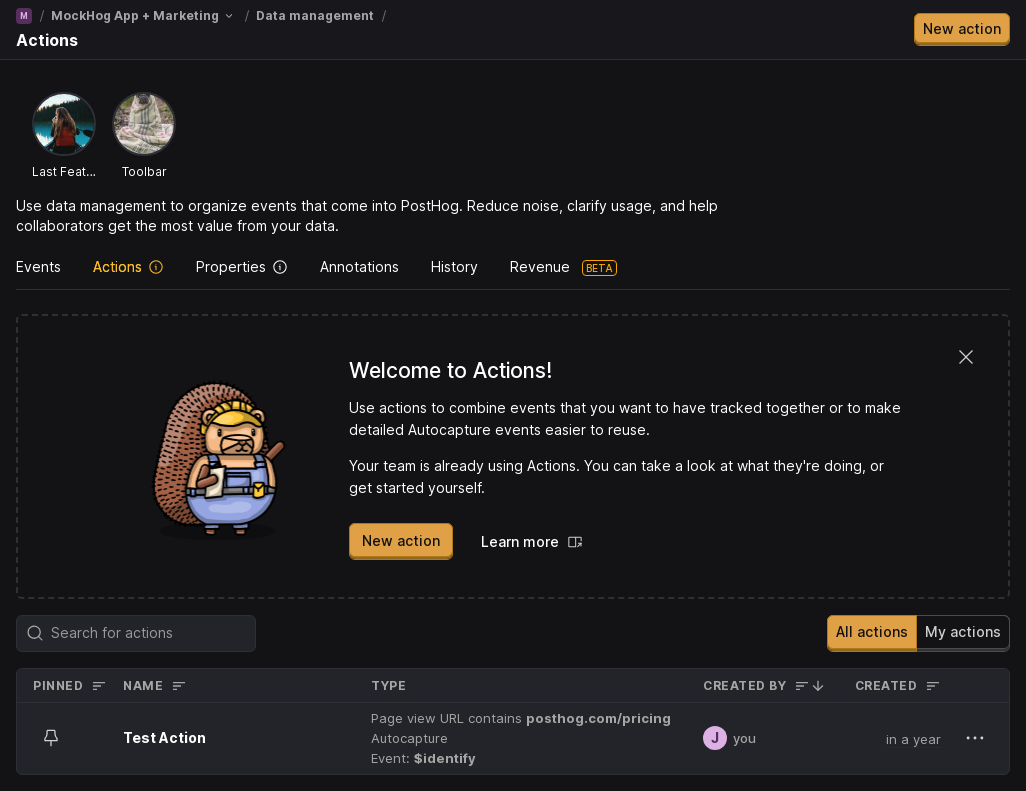 M / MockHog App + Marketing / Data management /
Actions
New action
Last Feat...
Toolbar
Use data management to organize events that come into PostHog. Reduce noise, clarify usage, and help
collaborators get the most value from your data.
Events Actions Properties Annotations History Revenue BETA
Welcome to Actions!
Use actions to combine events that you want to have tracked together or to make
detailed Autocapture events easier to reuse.
Your team is already using Actions. You can take a look at what they're doing, or
get started yourself.
New action Learn more
Search for actions
All actions My actions
PINNED NAME TYPE CREATED BY CREATED
Test Action
Page view URL contains posthog.com/pricing
Autocapture
Event: $identify
J you
in a year